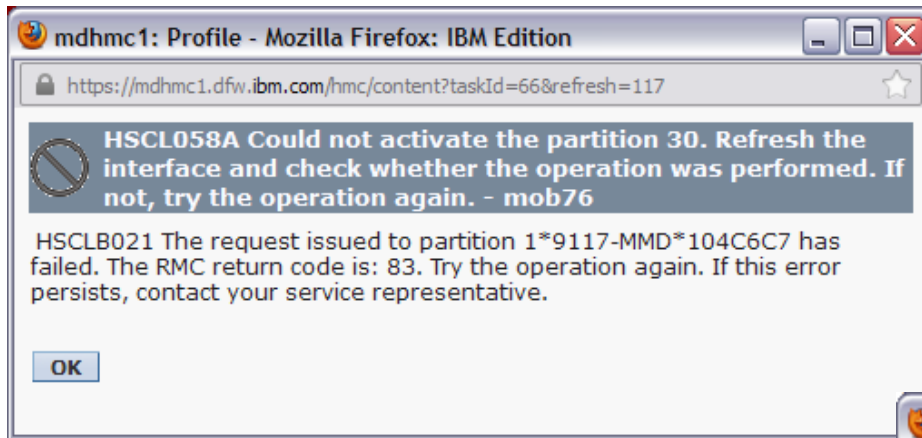 mdhmc1: Profile - Mozilla Firefox: IBM Edition
https://mdhmc1.dfw.ibm.com/hmc/content?taskId=66&refresh=117
HSCL058A Could not activate the partition 30. Refresh the
interface and check whether the operation was performed. If
not, try the operation again. - mob76
HSCLB021 The request issued to partition 1*9117-MMD*104C6C7 has
failed. The RMC return code is: 83. Try the operation again. If this error
persists, contact your service representative.
OK